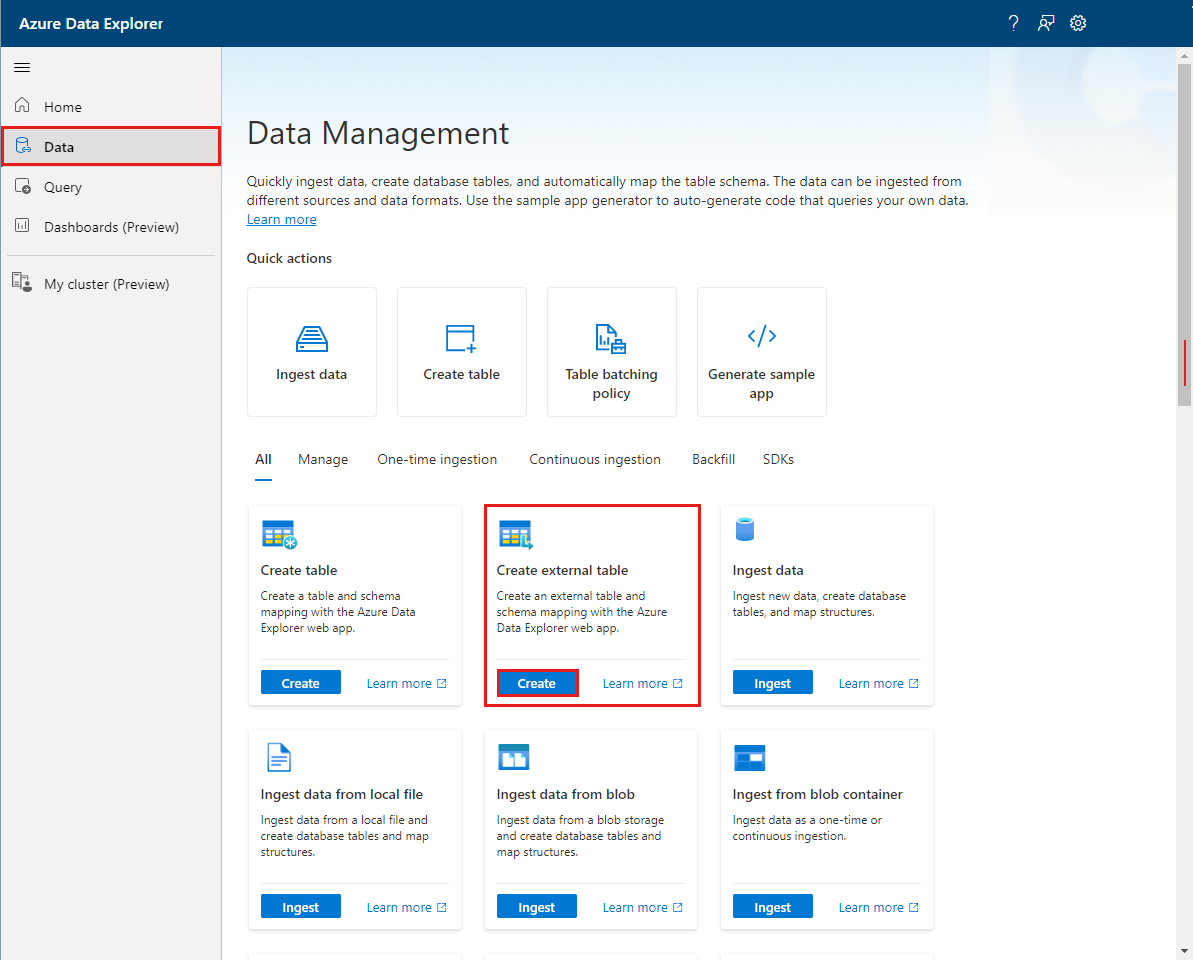 Azure Data Explorer
Home
Data
Query
Dashboards (Preview)
My cluster (Preview)
Data Management
Quickly ingest data, create database tables, and automatically map the table schema. The data can be ingested from
different sources and data formats. Use the sample app generator to auto-generate code that queries your own data.
Learn more
Quick actions
Ingest data
Create table
Table batching
policy
Generate sample
app
All Manage One-time ingestion Continuous ingestion Backfill SDKs
Create table
Create a table and schema
mapping with the Azure Data
Explorer web app.
Create Learn more
Create external table
Create an external table and
schema mapping with the Azure
Data Explorer web app.
Create Learn more
Ingest data
Ingest new data, create database
tables, and map structures.
Ingest Learn more
Ingest data from local file
Ingest data from a local file and
create database tables and map
structures.
Ingest Learn more
Ingest data from blob
Ingest data from a blob storage
and create database tables and
map structures.
Ingest Learn more
Ingest from blob container
Ingest data as a one-time or
continuous ingestion.
Ingest Learn more